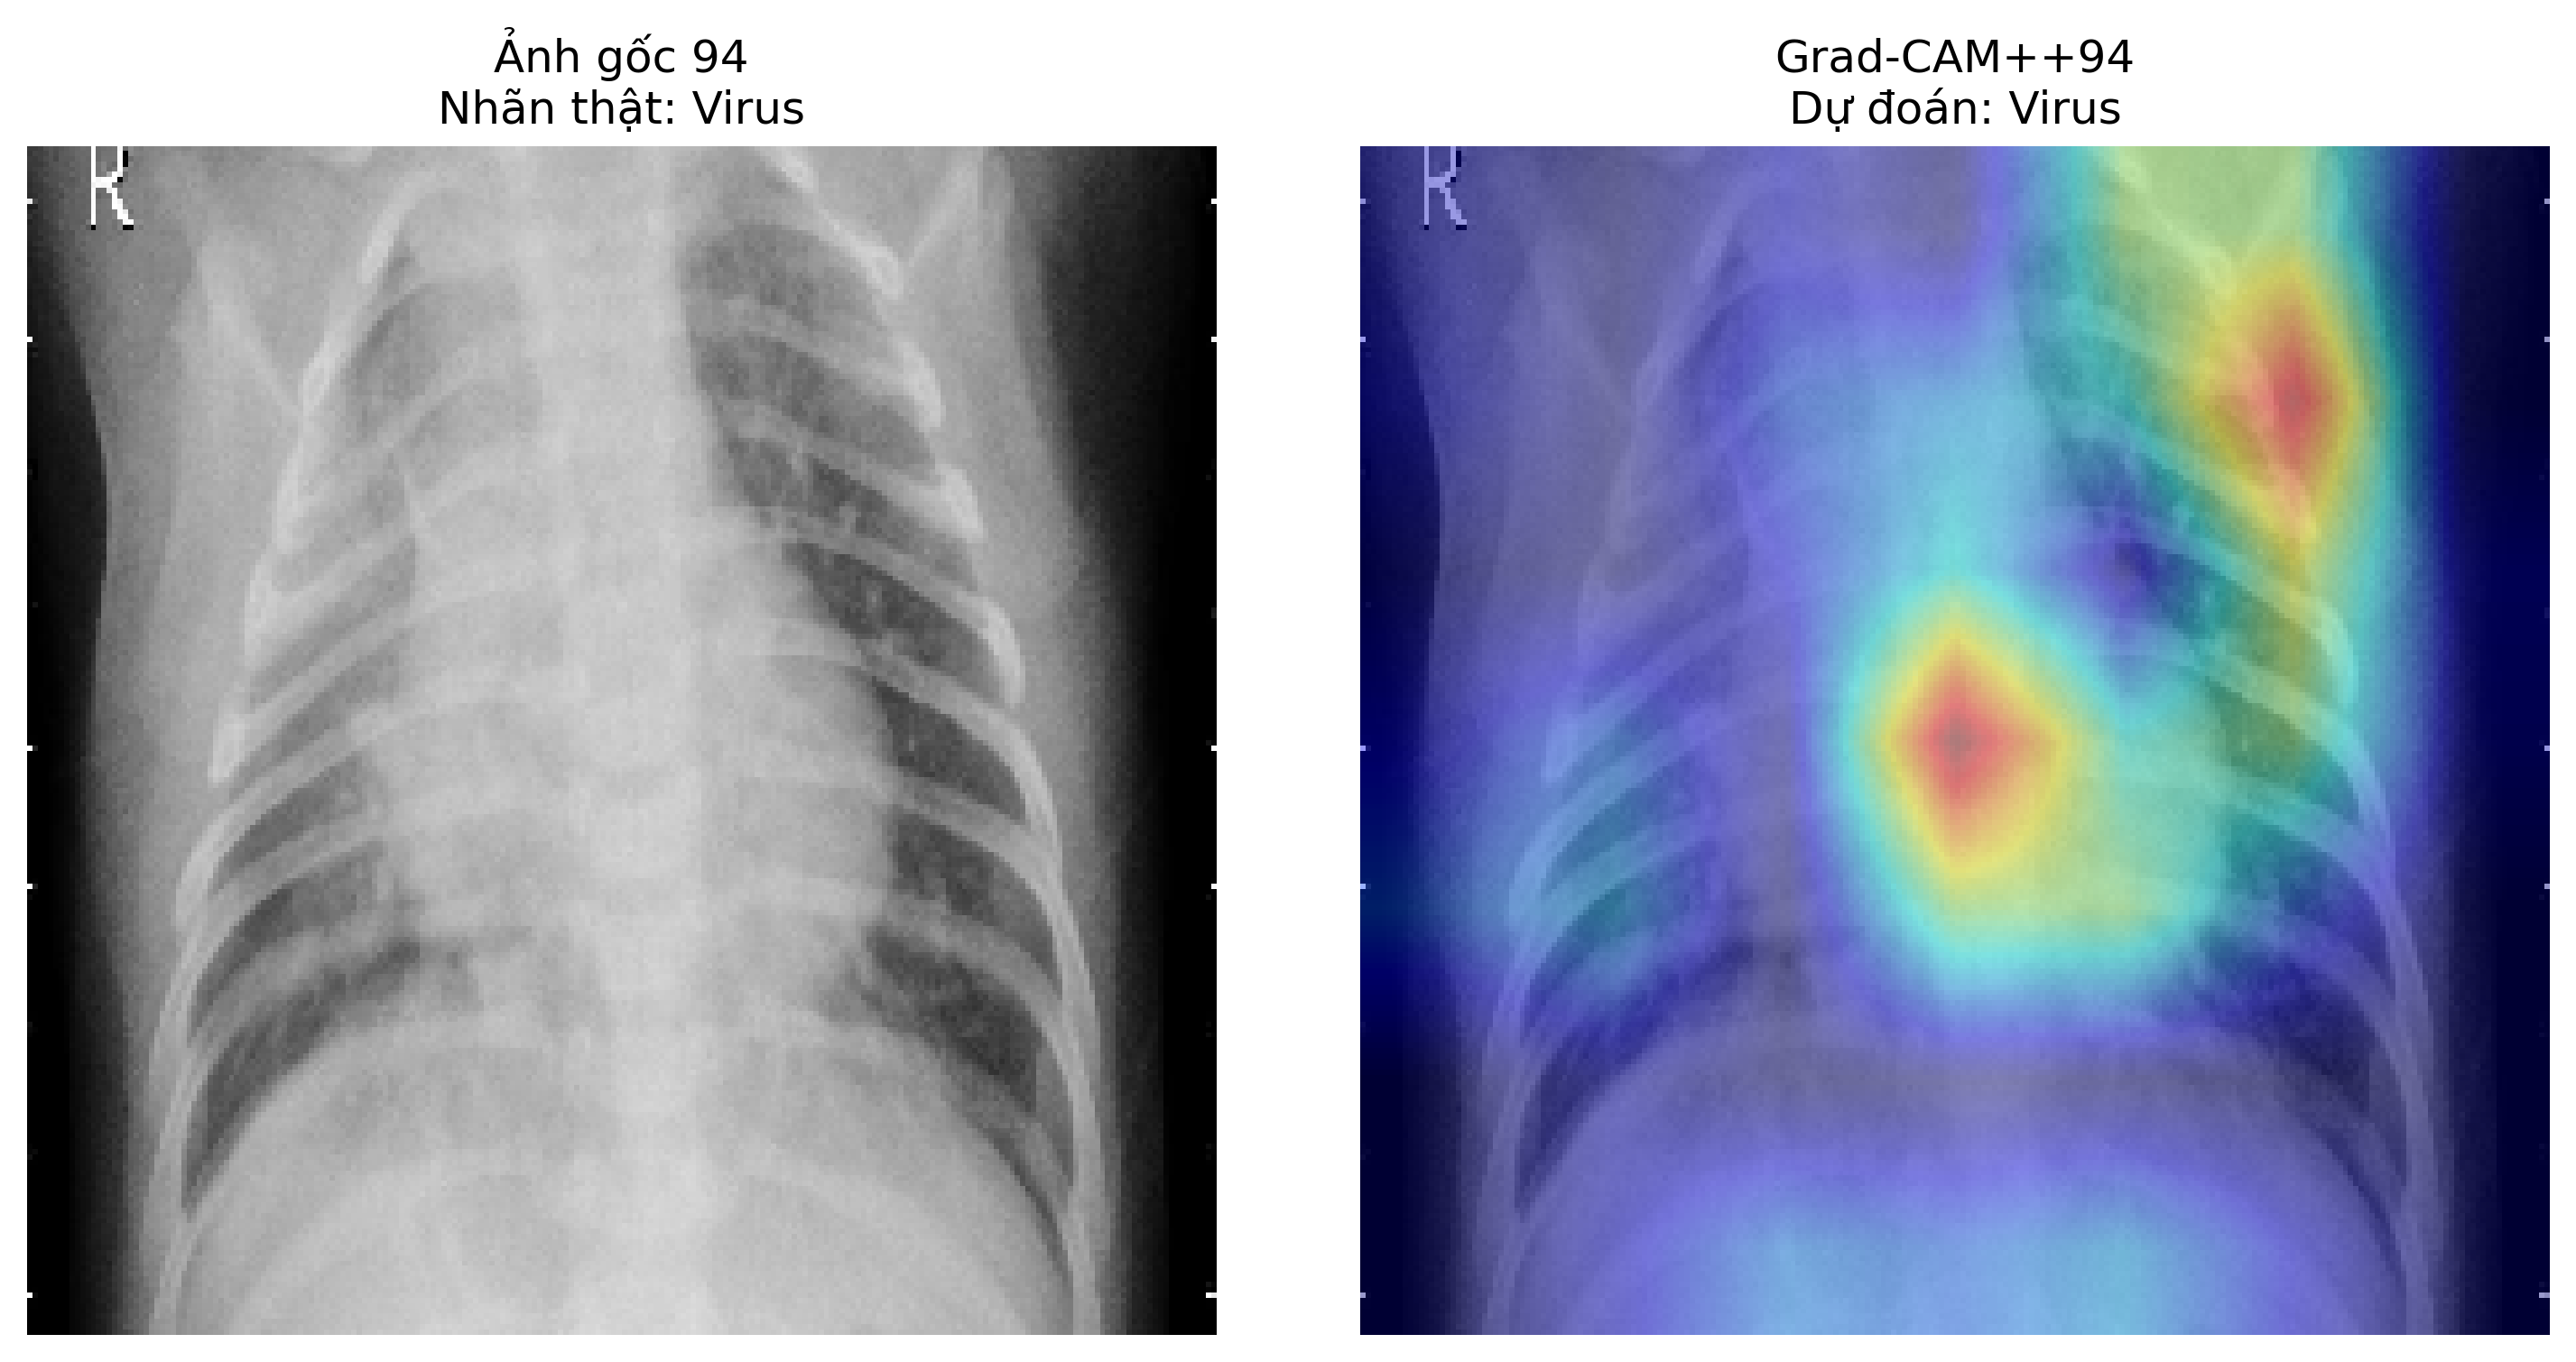 Ảnh gốc 94
Nhãn thật: Virus
Grad-CAM++94
Dự đoán: Virus
R
R